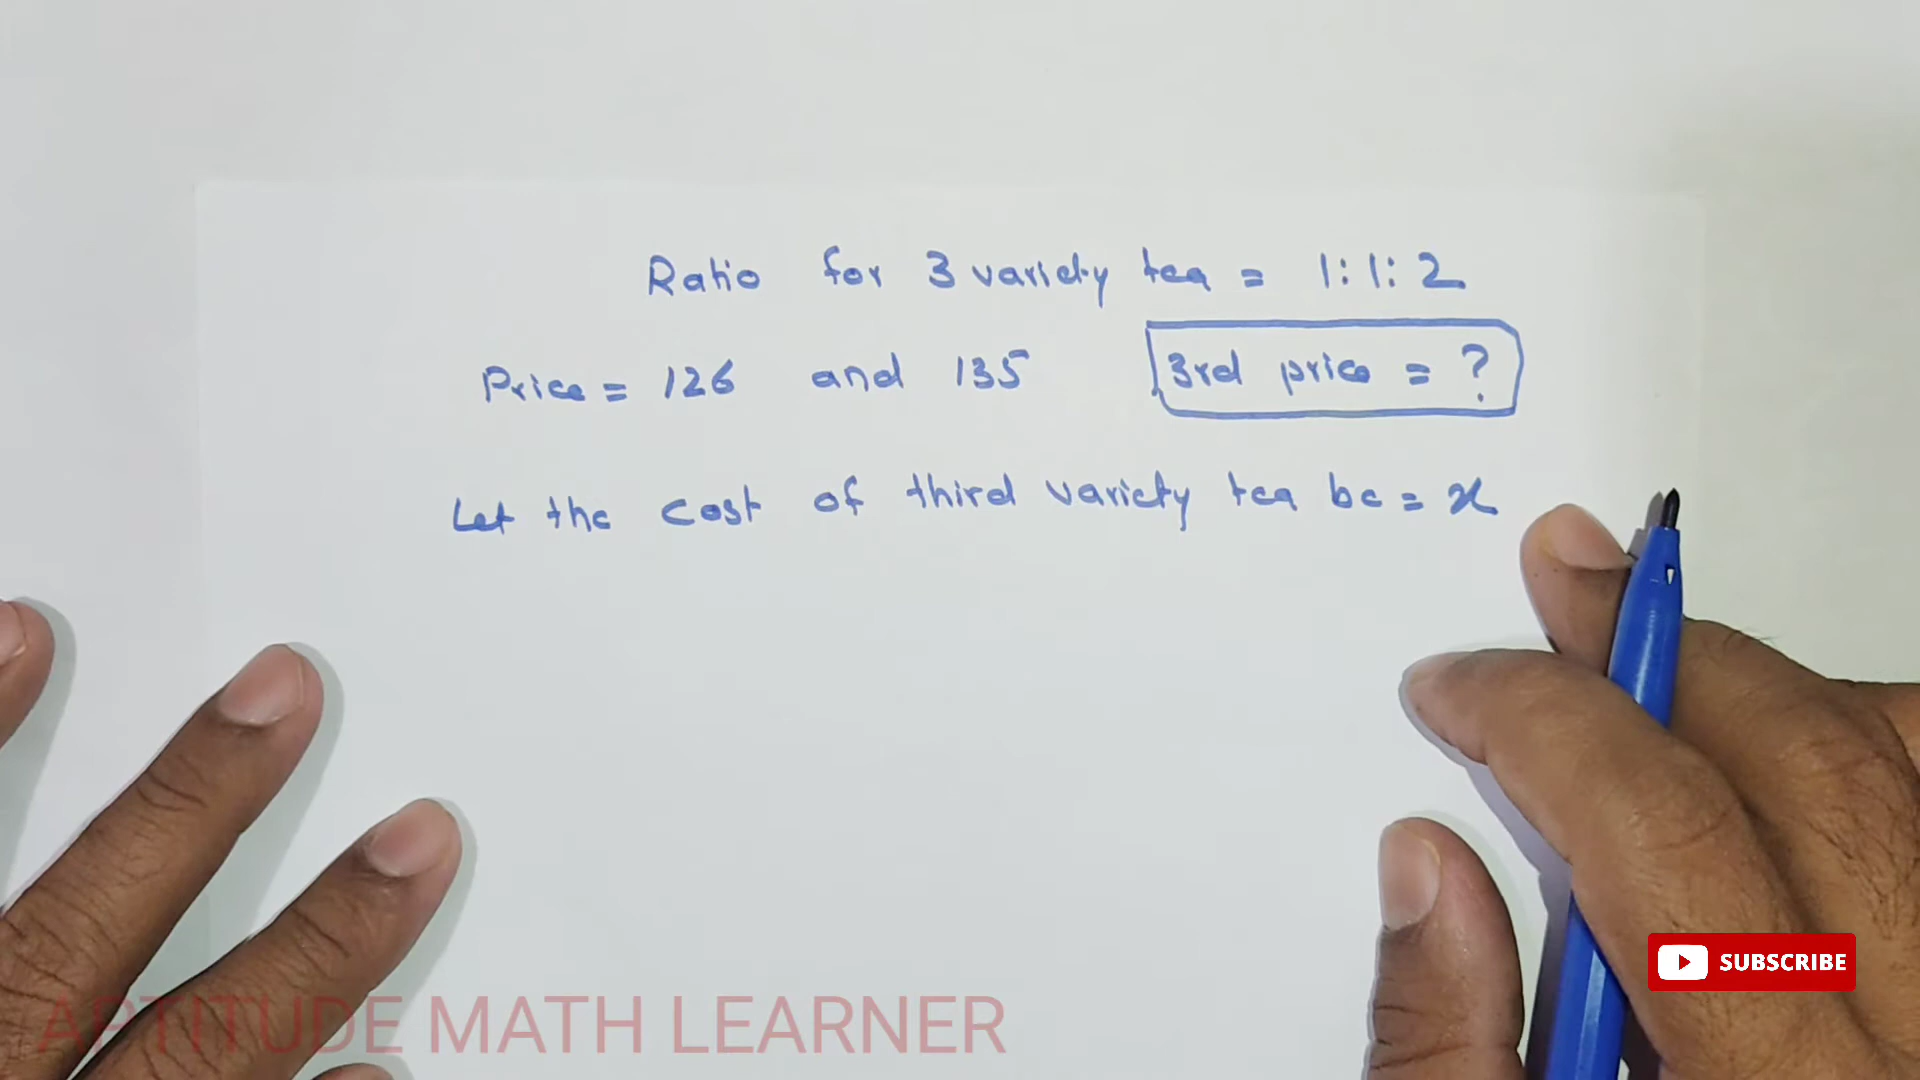 Ratio for 3 variety tea = 1:1:2
Price = 126 and 135 3rd price = ?
Let the cost of third variety tea be = x
SUBSCRIBE
APTITUDE MATH LEARNER